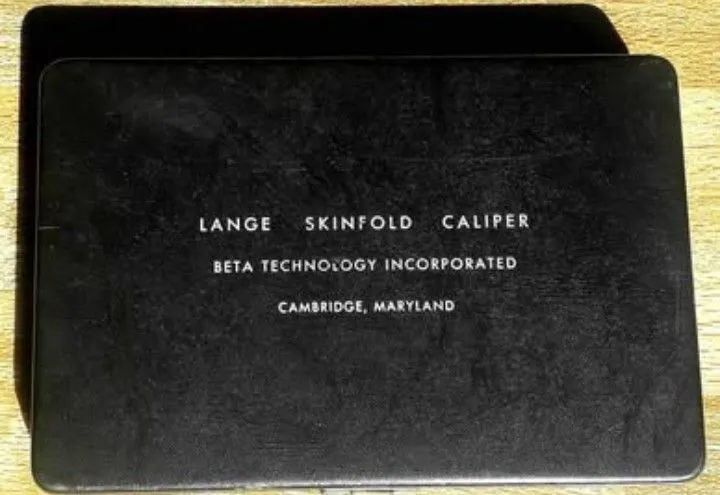 LANGE SKINFOLD CALIPER
BETA TECHNOLOGY INCORPORATED
CAMBRIDGE, MARYLAND